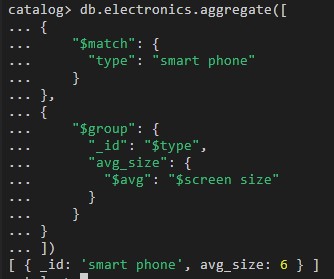 catalog> db.electronics.aggregate([
... {
...     "$match": {
...       "type": "smart phone"
...     }
... },
... {
...     "$group": {
...       "_id": "$type",
...       "avg_size": {
...         "$avg": "$screen size"
...       }
...     }
... }
... ])
[ { _id: 'smart phone', avg_size: 6 } ]